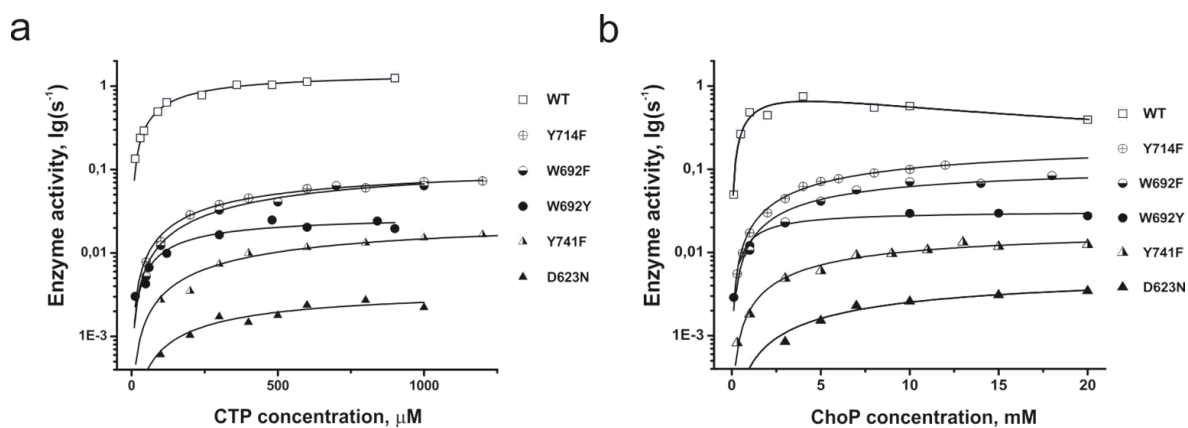 a
Enzyme activity, lg(s⁻¹)
1
0,1
0,01
1E-3
0
500
1000
CTP concentration, μM
WT
Y714F
W692F
W692Y
Y741F
D623N
b
Enzyme activity, lg(s⁻¹)
1
0,1
0,01
1E-3
0
5
10
15
20
ChoP concentration, mM
WT
Y714F
W692F
W692Y
Y741F
D623N